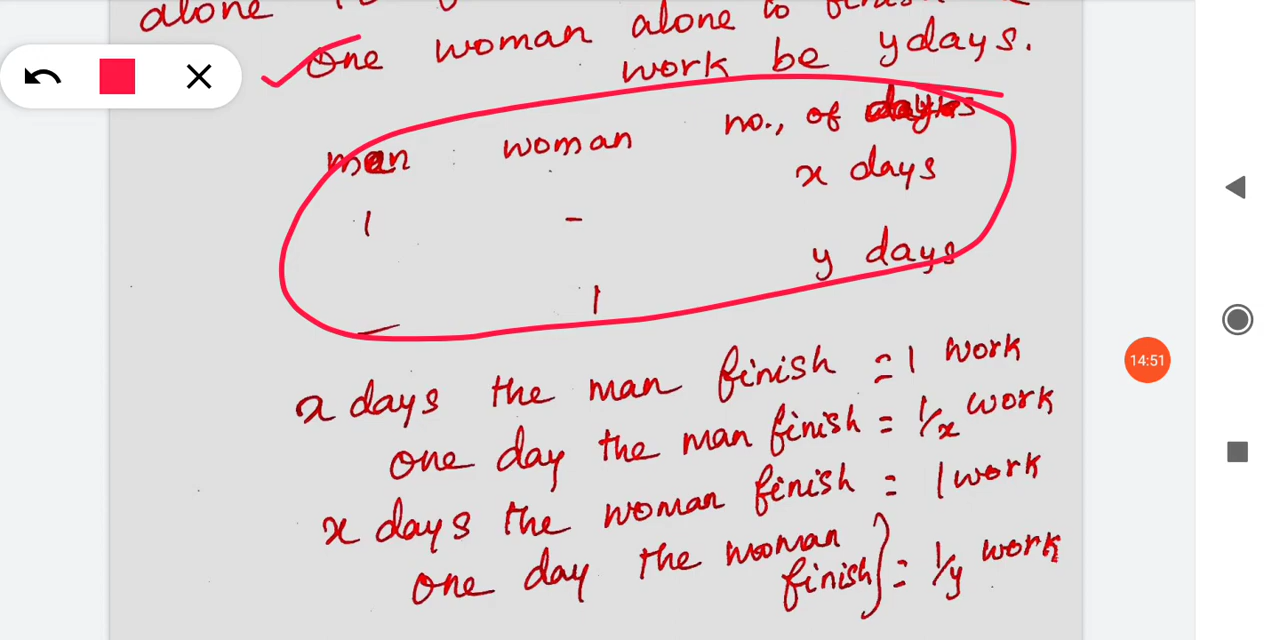 alone
One woman alone to
work be y days.
man : woman no., of days
1 - x days
— 1 y days
x days the man finish = 1 work
one day the man finish = 1/x work
x days the woman finish = 1 work
one day the woman
finish } = 1/y work
14:51